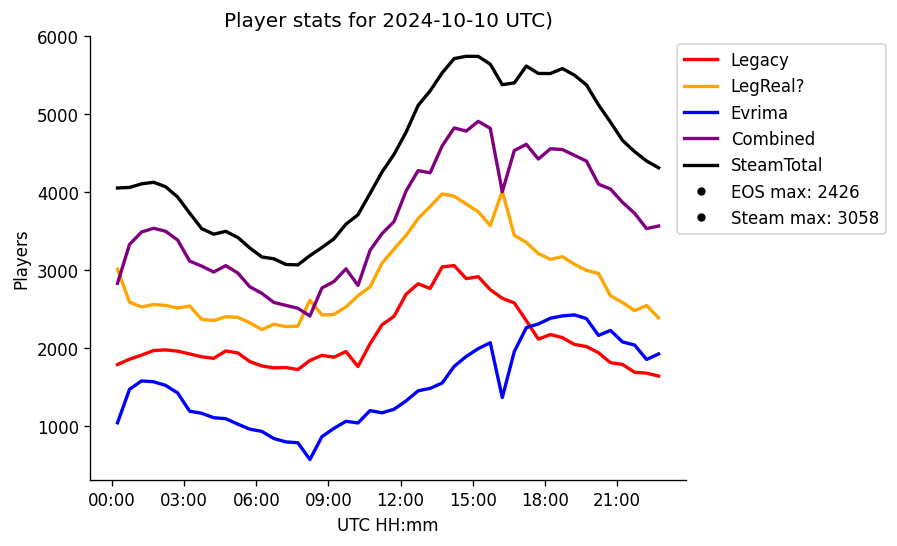 Player stats for 2024-10-10 UTC)
6000
5000
4000
3000
2000
1000
Players
00:00 03:00 06:00 09:00 12:00 15:00 18:00 21:00
UTC HH:mm
Legacy
LegReal?
Evrima
Combined
SteamTotal
EOS max: 2426
Steam max: 3058